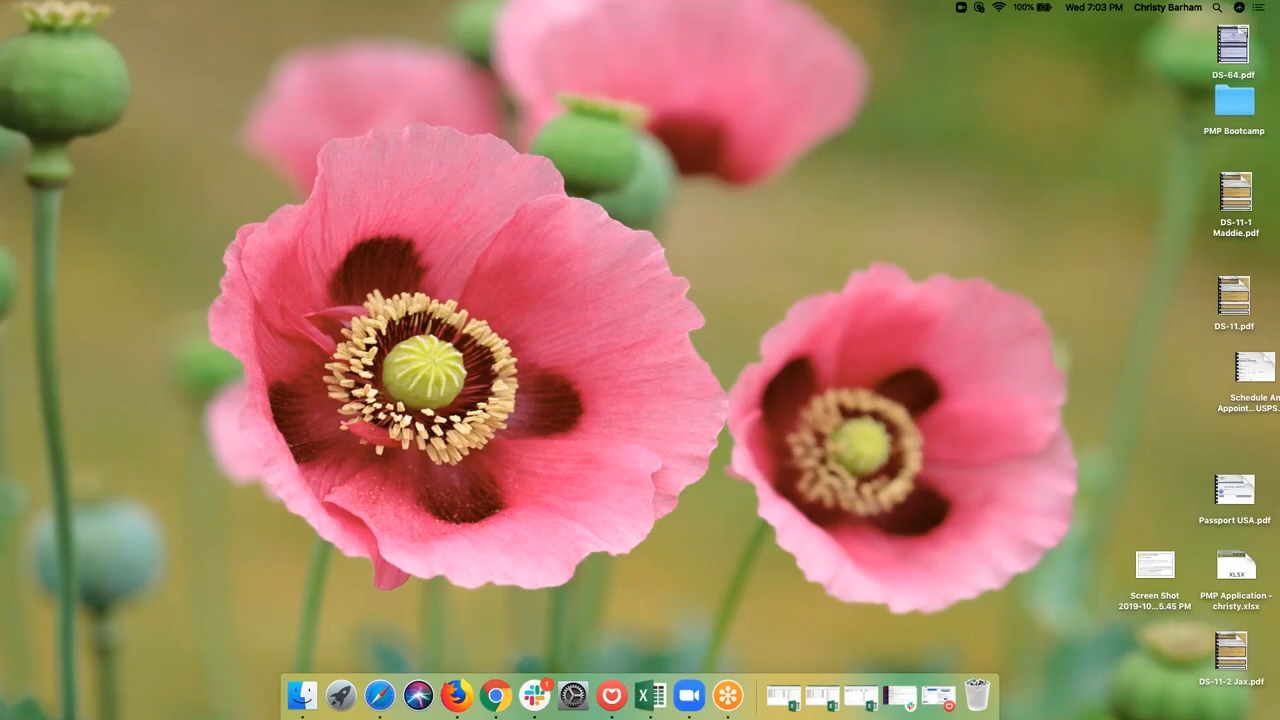 100% Wed 7:03 PM Christy Barham
DS-64.pdf
PMP Bootcamp
DS-11-1
Maddie.pdf
DS-11.pdf
Schedule An
Appoint...USPS.
Passport USA.pdf
Screen Shot
2019-10...5.45 PM
XLSX
PMP Application -
christy.xlsx
DS-11-2 Jax.pdf
1